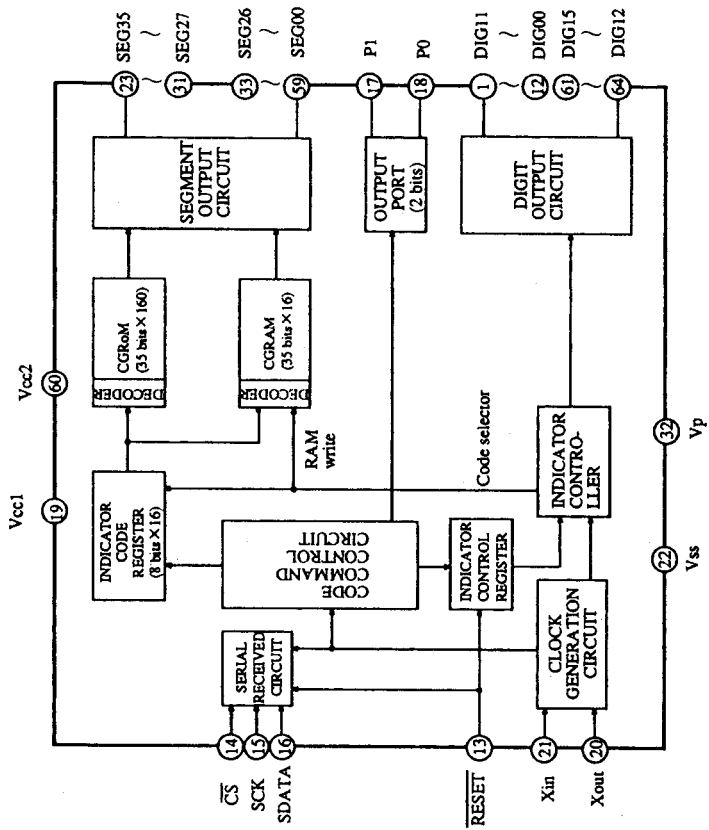 Vcc1
19
Vcc2
60
CS
14
SCK
15
SDATA
16
RESET
13
Xin
21
Xout
20
SERIAL
RECEIVED
CIRCUIT
CLOCK
GENERATION
CIRCUIT
CODE
COMMAND
CONTROL
CIRCUIT
INDICATOR
CONTROL
REGISTER
INDICATOR
CODE
REGISTER
(8 bits×16)
INDICATOR
CONTRO-
LLER
RAM
write
Code selector
DECODER
CGRoM
(35 bits×160)
DECODER
CGRAM
(35 bits×16)
SEGMENT
OUTPUT
CIRCUIT
OUTPUT
PORT
(2 bits)
DIGIT
OUTPUT
CIRCUIT
23
SEG35
~
~
31
SEG27
33
SEG26
~
~
59
SEG00
17
P1
18
P0
1
DIG11
~
~
12
DIG00
61
DIG15
~
~
64
DIG12
22
Vss
32
Vp